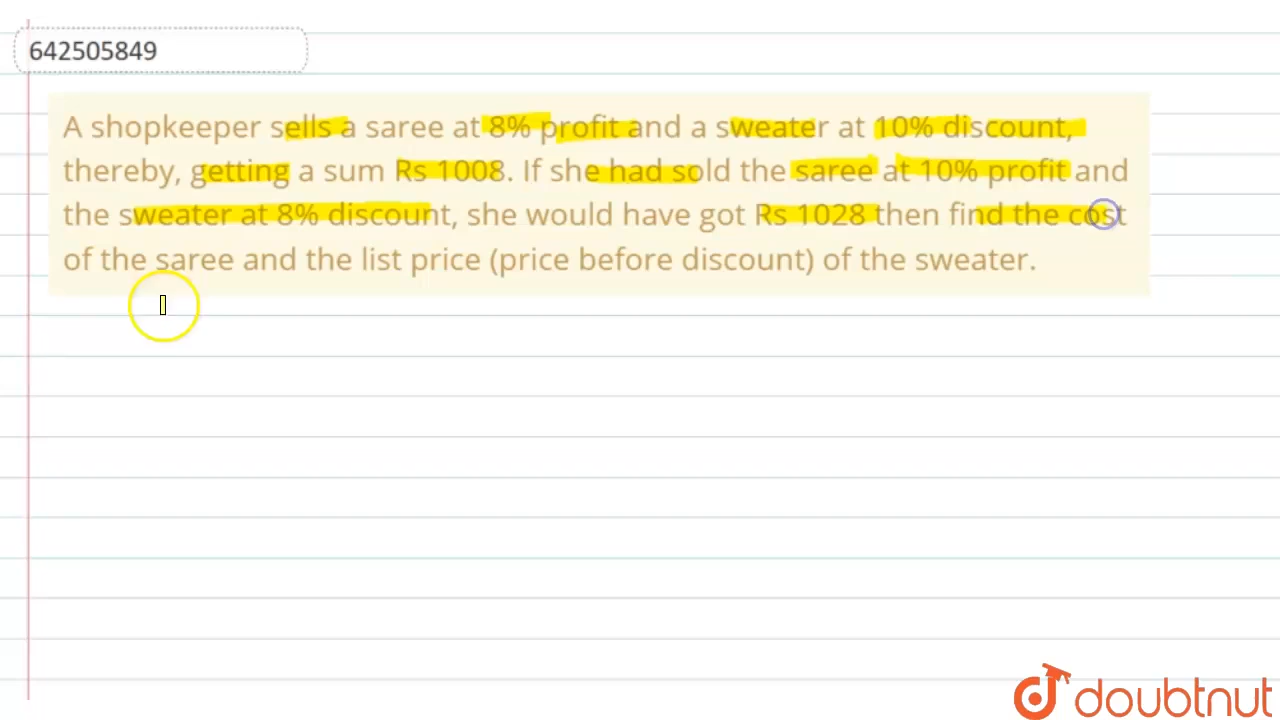 642505849
A shopkeeper sells a saree at 8% profit and a sweater at 10% discount,
thereby, getting a sum Rs 1008. If she had sold the saree at 10% profit and
the sweater at 8% discount, she would have got Rs 1028 then find the cost
of the saree and the list price (price before discount) of the sweater.
doubtnut